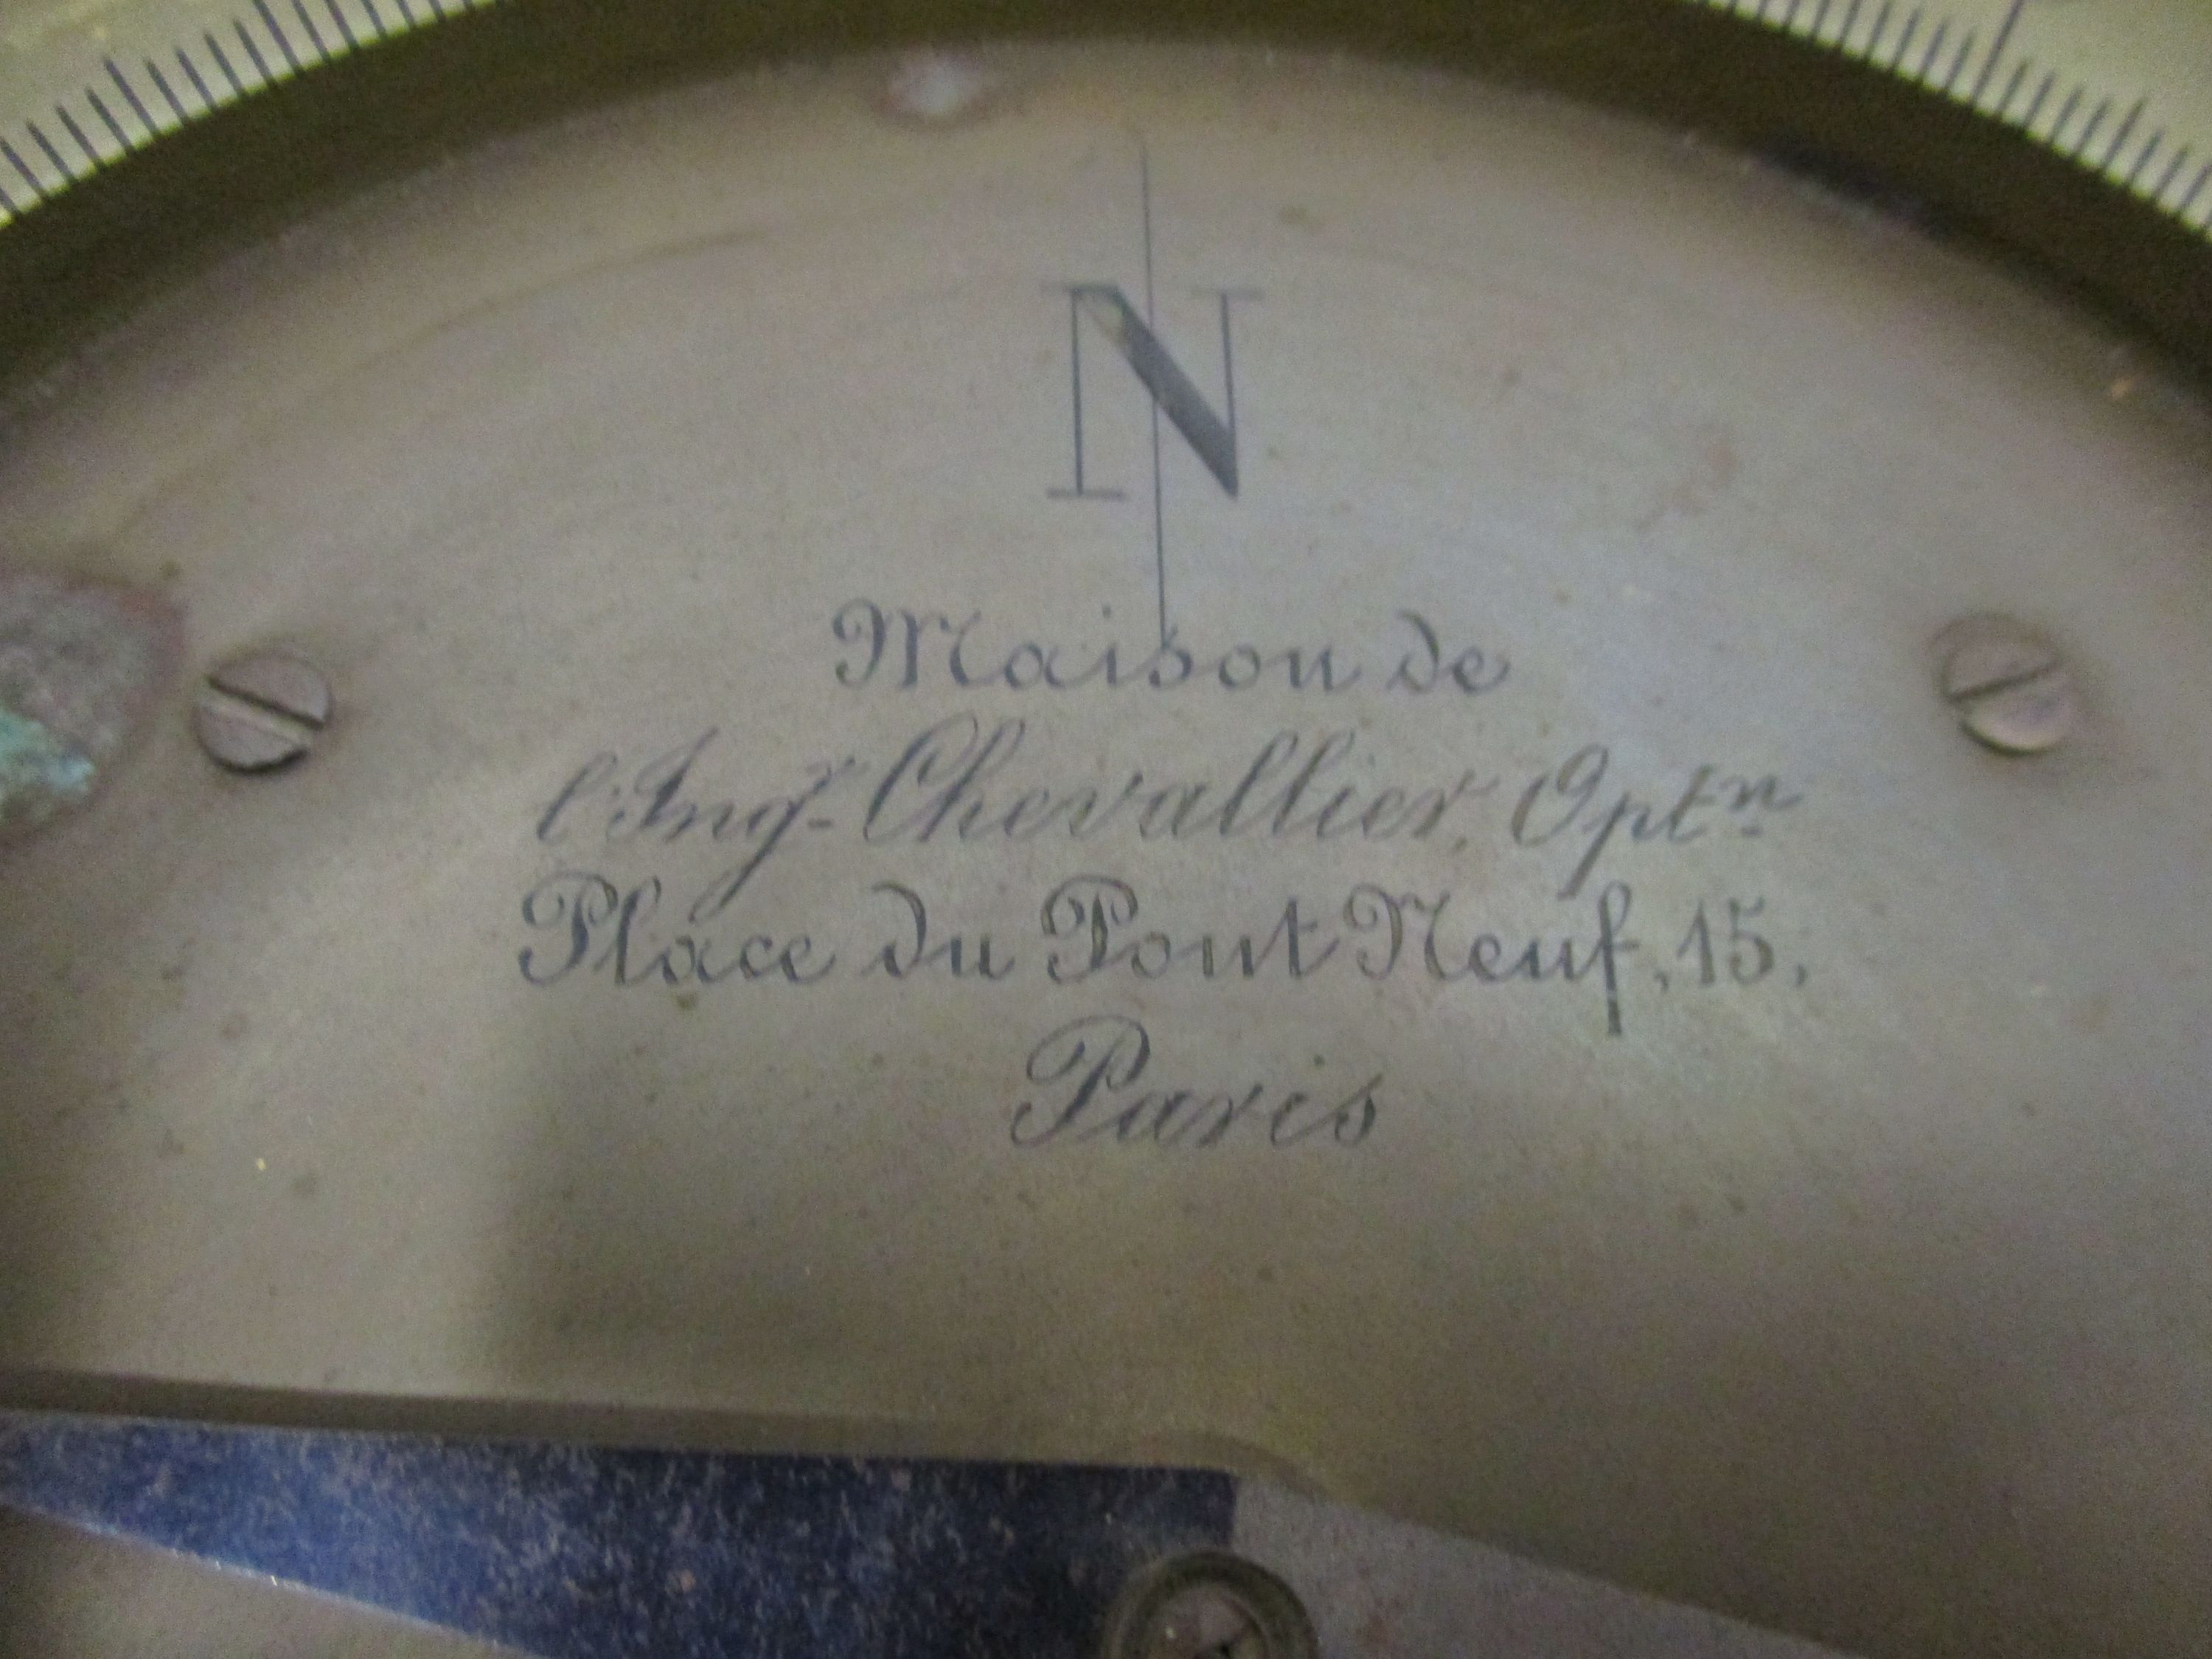 N
Maison de
l'Ingr Chevallier, Optn
Place du Pont Neuf, 15,
Paris